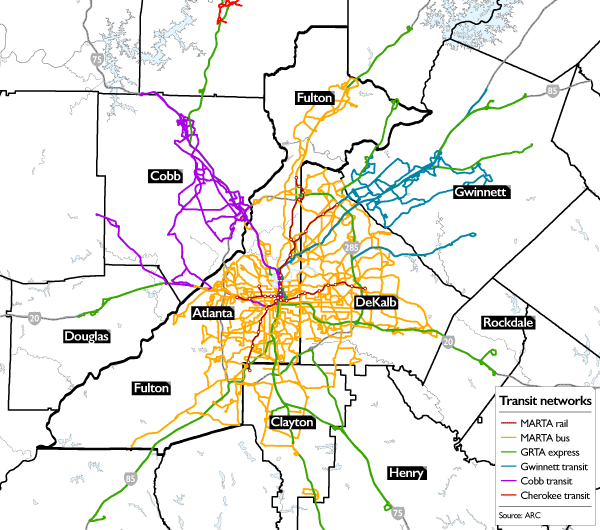 75
85
Fulton
Cobb
Gwinnett
285
Atlanta
DeKalb
20
Douglas
Rockdale
20
Fulton
Clayton
Henry
85
75
Transit networks
MARTA rail
MARTA bus
GRTA express
Gwinnett transit
Cobb transit
Cherokee transit
Source: ARC